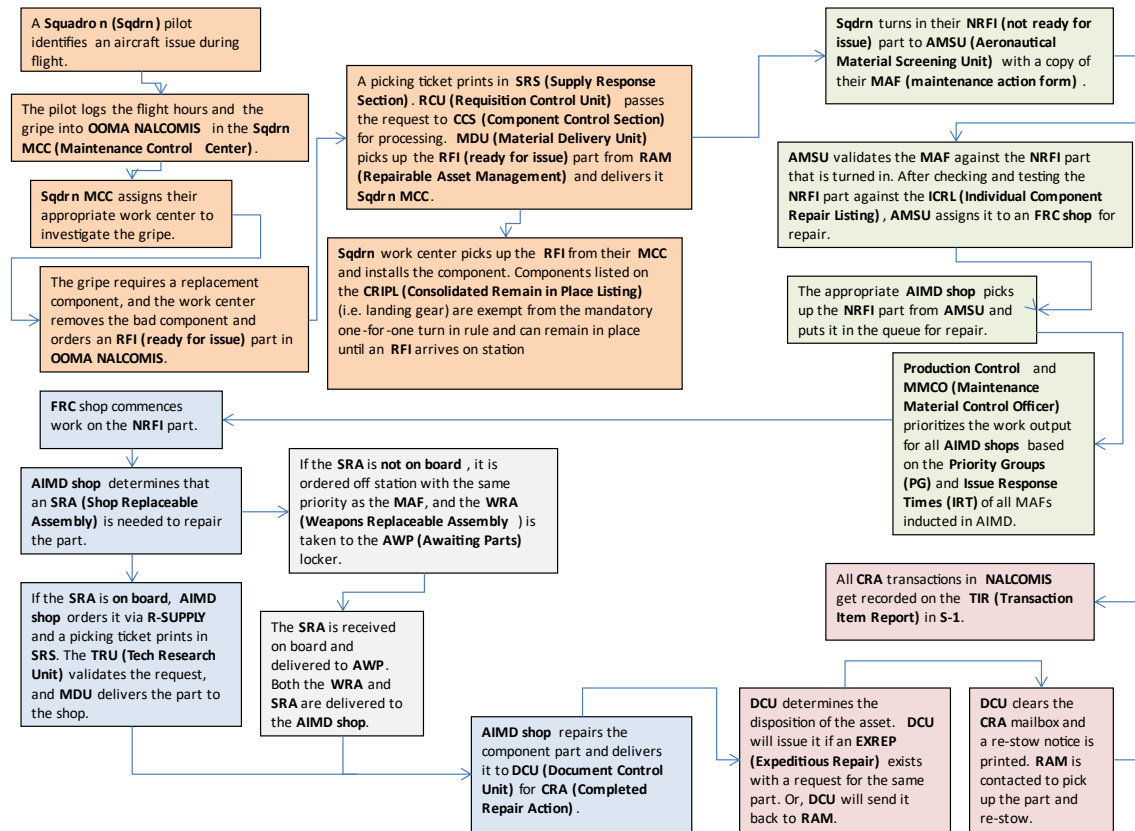 A Squadro n (Sqdrn ) pilot
identifies an aircraft issue during
flight.
The pilot logs the flight hours and the
gripe into OOMA NALCOMIS in the Sqdrn
MCC (Maintenance Control Center) .
Sqdrn MCC assigns their
appropriate work center to
investigate the gripe.
The gripe requires a replacement
component, and the work center
removes the bad component and
orders an RFI (ready for issue) part in
OOMA NALCOMIS.
A picking ticket prints in SRS (Supply Response
Section) . RCU (Requisition Control Unit) passes
the request to CCS (Component Control Section)
for processing. MDU (Material Delivery Unit)
picks up the RFI (ready for issue) part from RAM
(Repairable Asset Management) and delivers it
Sqdrn MCC.
Sqdrn work center picks up the RFI from their MCC
and installs the component. Components listed on
the CRIPL (Consolidated Remain in Place Listing)
(i.e. landing gear) are exempt from the mandatory
one-for-one turn in rule and can remain in place
until an RFI arrives on station
Sqdrn turns in their NRFI (not ready for
issue) part to AMSU (Aeronautical
Material Screening Unit) with a copy of
their MAF (maintenance action form) .
AMSU validates the MAF against the NRFI part
that is turned in. After checking and testing the
NRFI part against the ICRL (Individual Component
Repair Listing) , AMSU assigns it to an FRC shop for
repair.
The appropriate AIMD shop picks
up the NRFI part from AMSU and
puts it in the queue for repair.
Production Control and
MMCO (Maintenance
Material Control Officer)
prioritizes the work output
for all AIMD shops based
on the Priority Groups
(PG) and Issue Response
Times (IRT) of all MAFs
inducted in AIMD.
FRC shop commences
work on the NRFI part.
AIMD shop determines that
an SRA (Shop Replaceable
Assembly) is needed to repair
the part.
If the SRA is not on board , it is
ordered off station with the same
priority as the MAF, and the WRA
(Weapons Replaceable Assembly ) is
taken to the AWP (Awaiting Parts)
locker.
If the SRA is on board, AIMD
shop orders it via R-SUPPLY
and a picking ticket prints in
SRS. The TRU (Tech Research
Unit) validates the request,
and MDU delivers the part to
the shop.
The SRA is received
on board and
delivered to AWP.
Both the WRA and
SRA are delivered to
the AIMD shop.
AIMD shop repairs the
component part and delivers
it to DCU (Document Control
Unit) for CRA (Completed
Repair Action) .
DCU determines the
disposition of the asset. DCU
will issue it if an EXREP
(Expeditious Repair) exists
with a request for the same
part. Or, DCU will send it
back to RAM.
DCU clears the
CRA mailbox and
a re-stow notice is
printed. RAM is
contacted to pick
up the part and
re-stow.
All CRA transactions in NALCOMIS
get recorded on the TIR (Transaction
Item Report) in S-1.